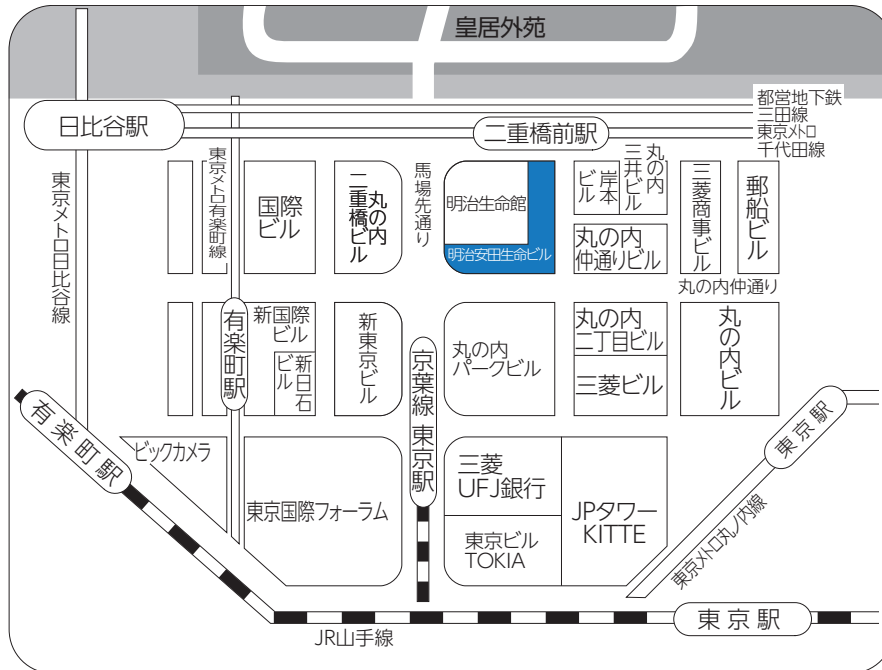 皇居外苑
都営地下鉄
三田線
東京メトロ
千代田線
日比谷駅
二重橋前駅
東京メトロ日比谷線
東京メトロ有楽町線
国際
ビル
丸の内
二重橋ビル
馬場先通り
明治生命館
明治安田生命ビル
丸の内
三井ビル
岸本
ビル
丸の内
仲通りビル
三菱商事ビル
郵船ビル
丸の内仲通り
有楽町駅
新国際
ビル
新日石
ビル
新東京ビル
京葉線 東京駅
丸の内
パークビル
丸の内
二丁目ビル
三菱ビル
丸の内ビル
有楽町駅
ビックカメラ
東京国際フォーラム
三菱
UFJ銀行
東京ビル
TOKIA
JPタワー
KITTE
東京駅
東京メトロ丸ノ内線
東京駅
JR山手線